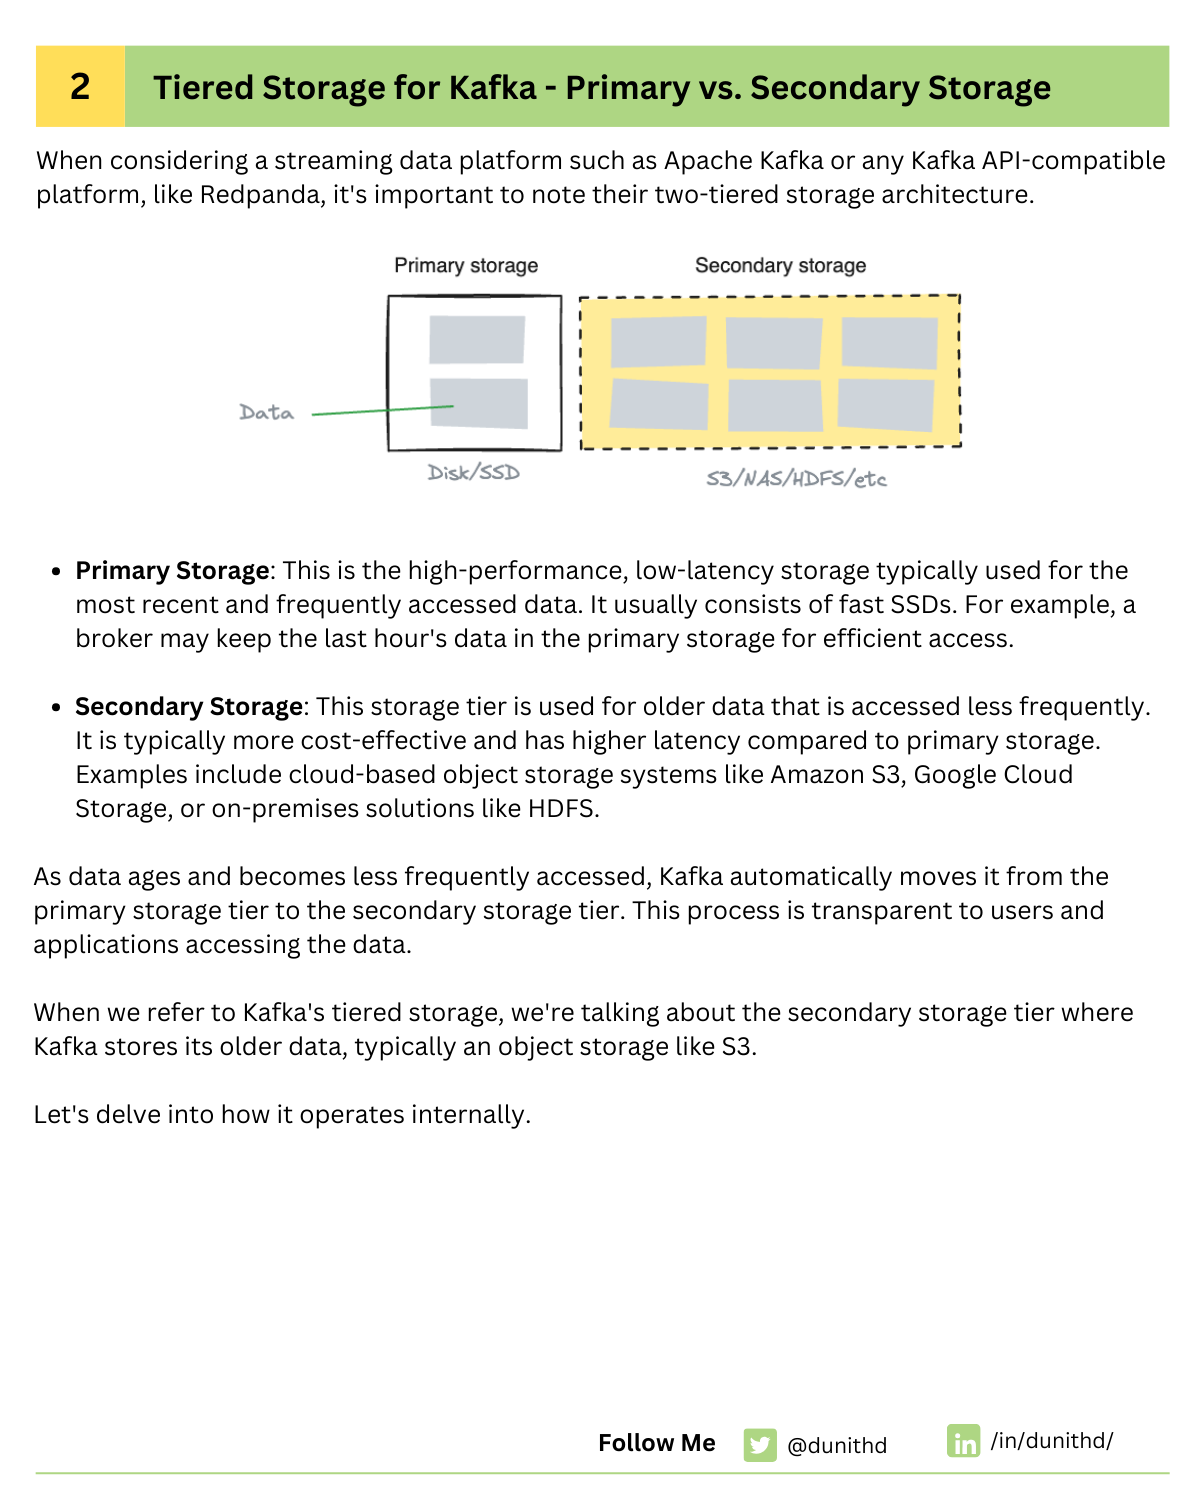 2
Tiered Storage for Kafka - Primary vs. Secondary Storage
When considering a streaming data platform such as Apache Kafka or any Kafka API-compatible
platform, like Redpanda, it's important to note their two-tiered storage architecture.
Primary storage
Secondary storage
Data
Disk/SSD
S3/NAS/HDFS/etc
• Primary Storage: This is the high-performance, low-latency storage typically used for the
most recent and frequently accessed data. It usually consists of fast SSDs. For example, a
broker may keep the last hour's data in the primary storage for efficient access.
• Secondary Storage: This storage tier is used for older data that is accessed less frequently.
It is typically more cost-effective and has higher latency compared to primary storage.
Examples include cloud-based object storage systems like Amazon S3, Google Cloud
Storage, or on-premises solutions like HDFS.
As data ages and becomes less frequently accessed, Kafka automatically moves it from the
primary storage tier to the secondary storage tier. This process is transparent to users and
applications accessing the data.
When we refer to Kafka's tiered storage, we're talking about the secondary storage tier where
Kafka stores its older data, typically an object storage like S3.
Let's delve into how it operates internally.
Follow Me
@dunithd
in
/in/dunithd/